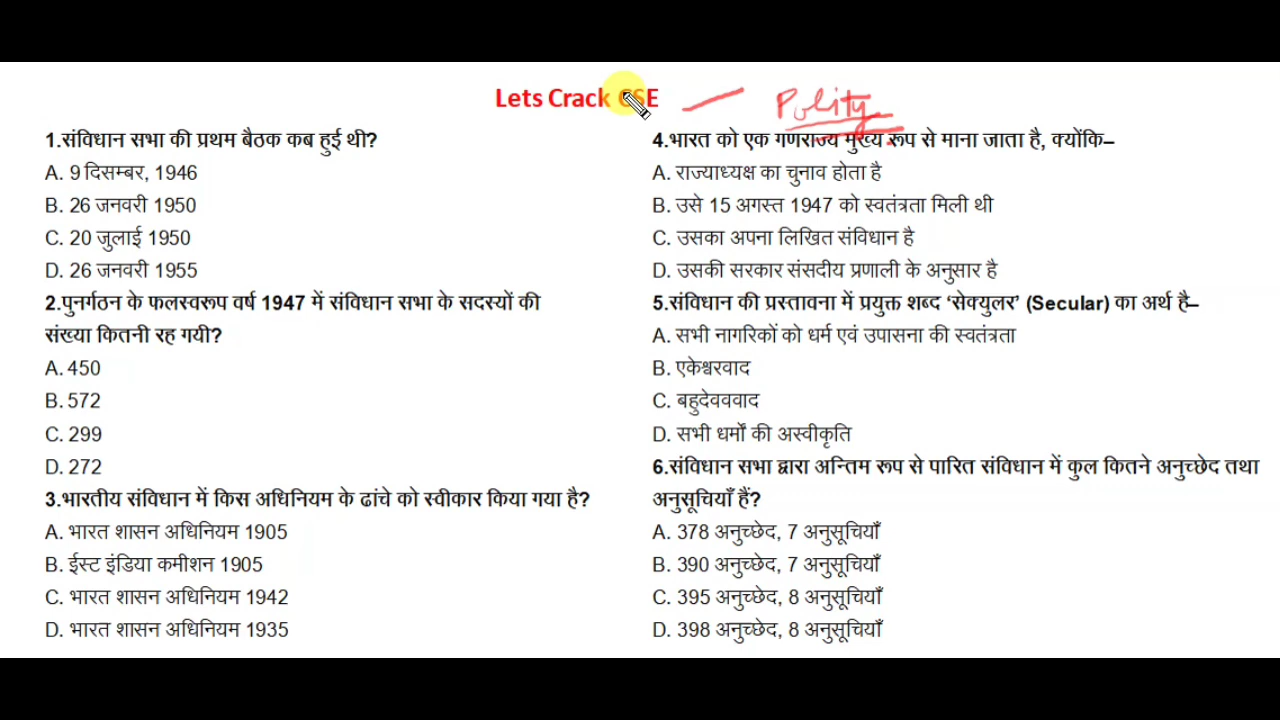 Lets Crack CSE
Polity
1.संविधान सभा की प्रथम बैठक कब हुई थी?
A. 9 दिसम्बर, 1946
B. 26 जनवरी 1950
C. 20 जुलाई 1950
D. 26 जनवरी 1955
2.पुनर्गठन के फलस्वरूप वर्ष 1947 में संविधान सभा के सदस्यों की
संख्या कितनी रह गयी?
A. 450
B. 572
C. 299
D. 272
3.भारतीय संविधान में किस अधिनियम के ढांचे को स्वीकार किया गया है?
A. भारत शासन अधिनियम 1905
B. ईस्ट इंडिया कमीशन 1905
C. भारत शासन अधिनियम 1942
D. भारत शासन अधिनियम 1935
4.भारत को एक गणराज्य मुख्य रूप से माना जाता है, क्योंकि–
A. राज्याध्यक्ष का चुनाव होता है
B. उसे 15 अगस्त 1947 को स्वतंत्रता मिली थी
C. उसका अपना लिखित संविधान है
D. उसकी सरकार संसदीय प्रणाली के अनुसार है
5.संविधान की प्रस्तावना में प्रयुक्त शब्द ‘सेक्युलर’ (Secular) का अर्थ है–
A. सभी नागरिकों को धर्म एवं उपासना की स्वतंत्रता
B. एकेश्वरवाद
C. बहुदेवववाद
D. सभी धर्मों की अस्वीकृति
6.संविधान सभा द्वारा अन्तिम रूप से पारित संविधान में कुल कितने अनुच्छेद तथा
अनुसूचियाँ हैं?
A. 378 अनुच्छेद, 7 अनुसूचियाँ
B. 390 अनुच्छेद, 7 अनुसूचियाँ
C. 395 अनुच्छेद, 8 अनुसूचियाँ
D. 398 अनुच्छेद, 8 अनुसूचियाँ